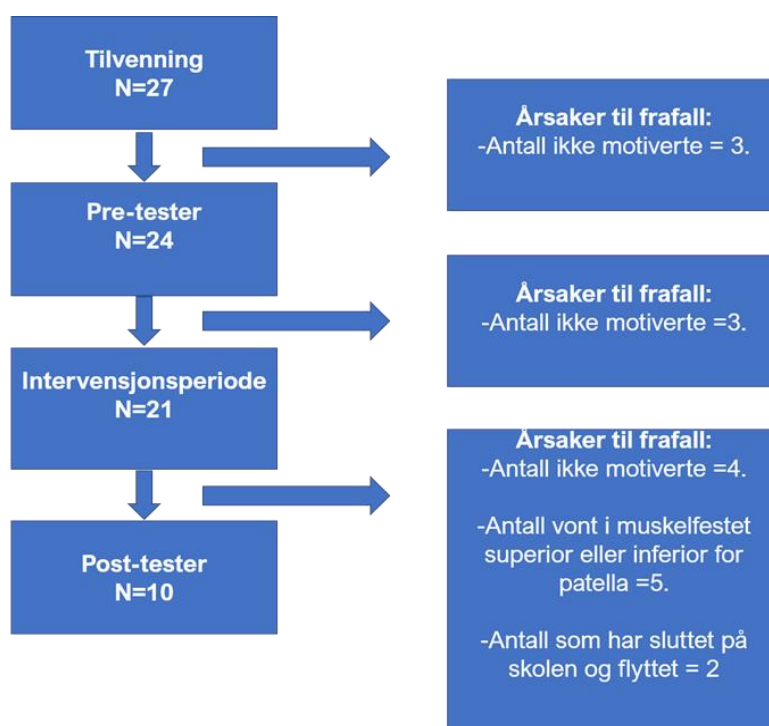 Tilvenning
N=27
Årsaker til frafall:
-Antall ikke motiverte = 3.
Pre-tester
N=24
Årsaker til frafall:
-Antall ikke motiverte =3.
Intervensjonsperiode
N=21
Årsaker til frafall:
-Antall ikke motiverte =4.
-Antall vont i muskelfestet
superior eller inferior for
patella =5.
-Antall som har sluttet på
skolen og flyttet = 2
Post-tester
N=10